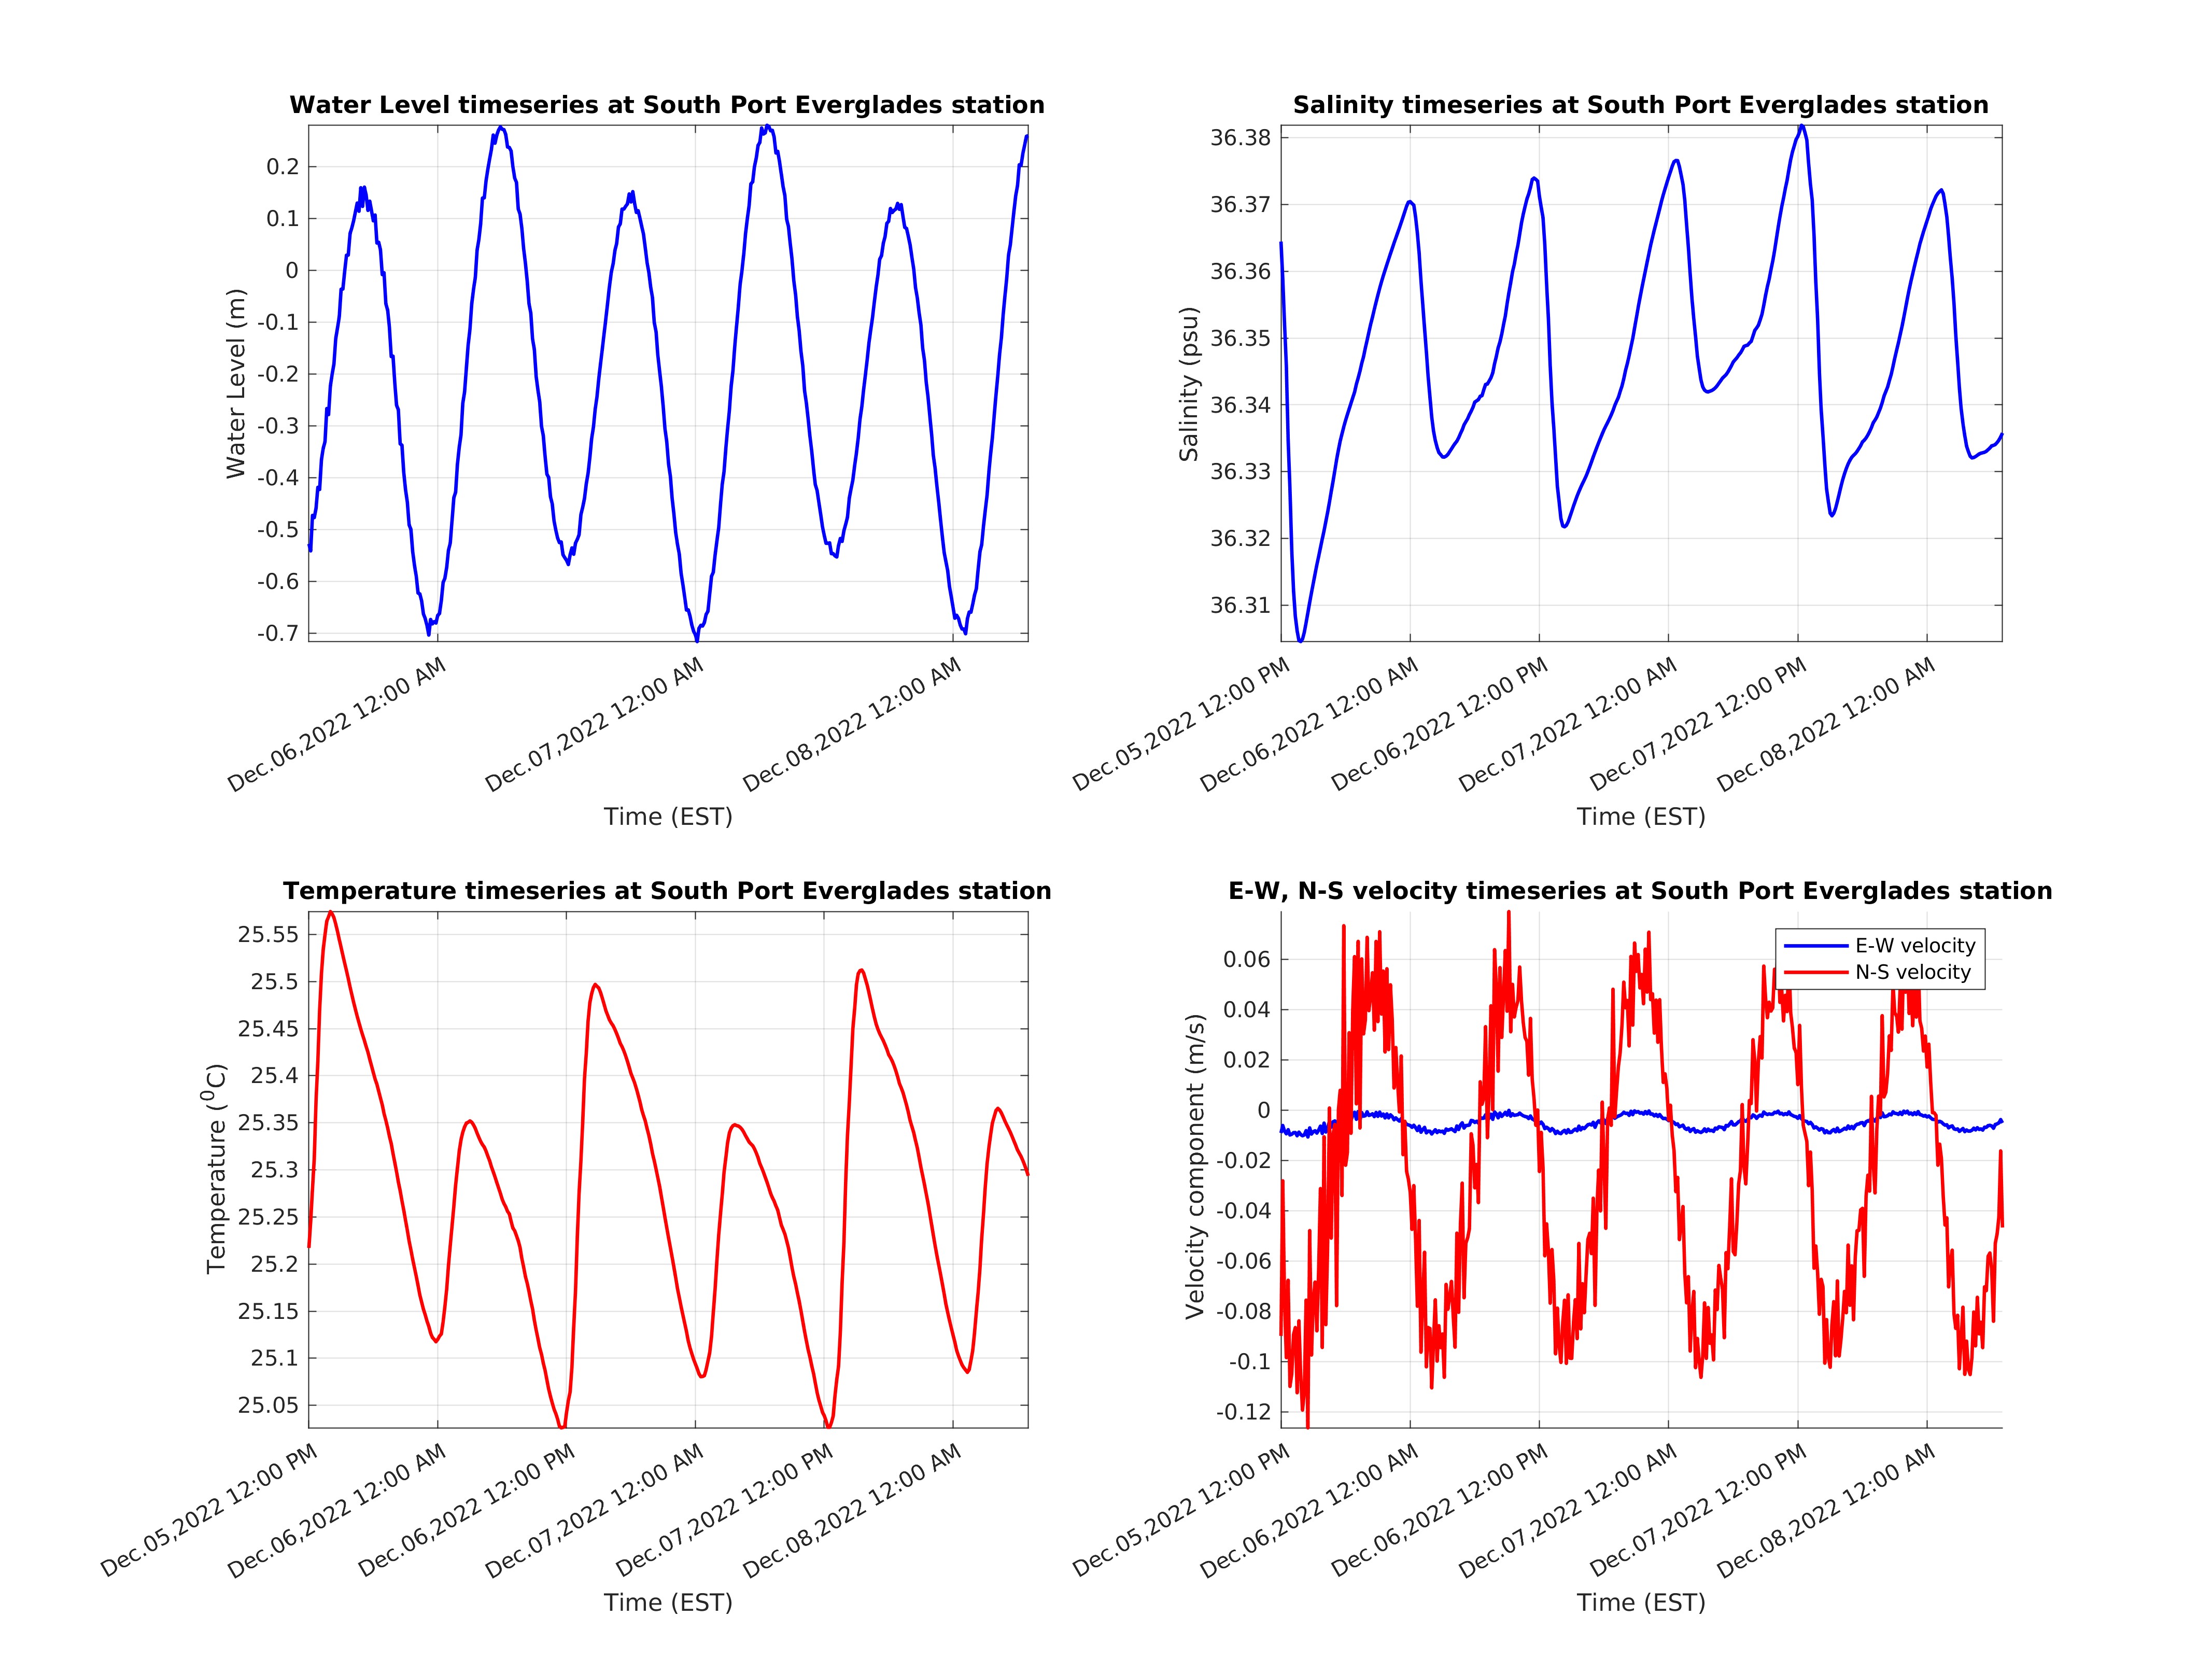 Water Level timeseries at South Port Everglades station
Water Level (m)
0.2
0.1
0
-0.1
-0.2
-0.3
-0.4
-0.5
-0.6
-0.7
Dec.06,2022 12:00 AM
Dec.07,2022 12:00 AM
Dec.08,2022 12:00 AM
Time (EST)
Salinity timeseries at South Port Everglades station
Salinity (psu)
36.38
36.37
36.36
36.35
36.34
36.33
36.32
36.31
Dec.05,2022 12:00 PM
Dec.06,2022 12:00 AM
Dec.06,2022 12:00 PM
Dec.07,2022 12:00 AM
Dec.07,2022 12:00 PM
Dec.08,2022 12:00 AM
Time (EST)
Temperature timeseries at South Port Everglades station
Temperature (⁰C)
25.55
25.5
25.45
25.4
25.35
25.3
25.25
25.2
25.15
25.1
25.05
Dec.05,2022 12:00 PM
Dec.06,2022 12:00 AM
Dec.06,2022 12:00 PM
Dec.07,2022 12:00 AM
Dec.07,2022 12:00 PM
Dec.08,2022 12:00 AM
Time (EST)
E-W, N-S velocity timeseries at South Port Everglades station
E-W velocity
N-S velocity
Velocity component (m/s)
0.06
0.04
0.02
0
-0.02
-0.04
-0.06
-0.08
-0.1
-0.12
Dec.05,2022 12:00 PM
Dec.06,2022 12:00 AM
Dec.06,2022 12:00 PM
Dec.07,2022 12:00 AM
Dec.07,2022 12:00 PM
Dec.08,2022 12:00 AM
Time (EST)